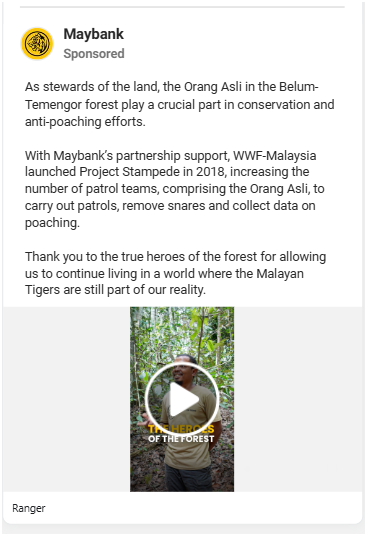 Maybank
Sponsored
As stewards of the land, the Orang Asli in the Belum-
Temengor forest play a crucial part in conservation and
anti-poaching efforts.
With Maybank’s partnership support, WWF-Malaysia
launched Project Stampede in 2018, increasing the
number of patrol teams, comprising the Orang Asli, to
carry out patrols, remove snares and collect data on
poaching.
Thank you to the true heroes of the forest for allowing
us to continue living in a world where the Malayan
Tigers are still part of our reality.
THE HEROES
OF THE FOREST
Ranger